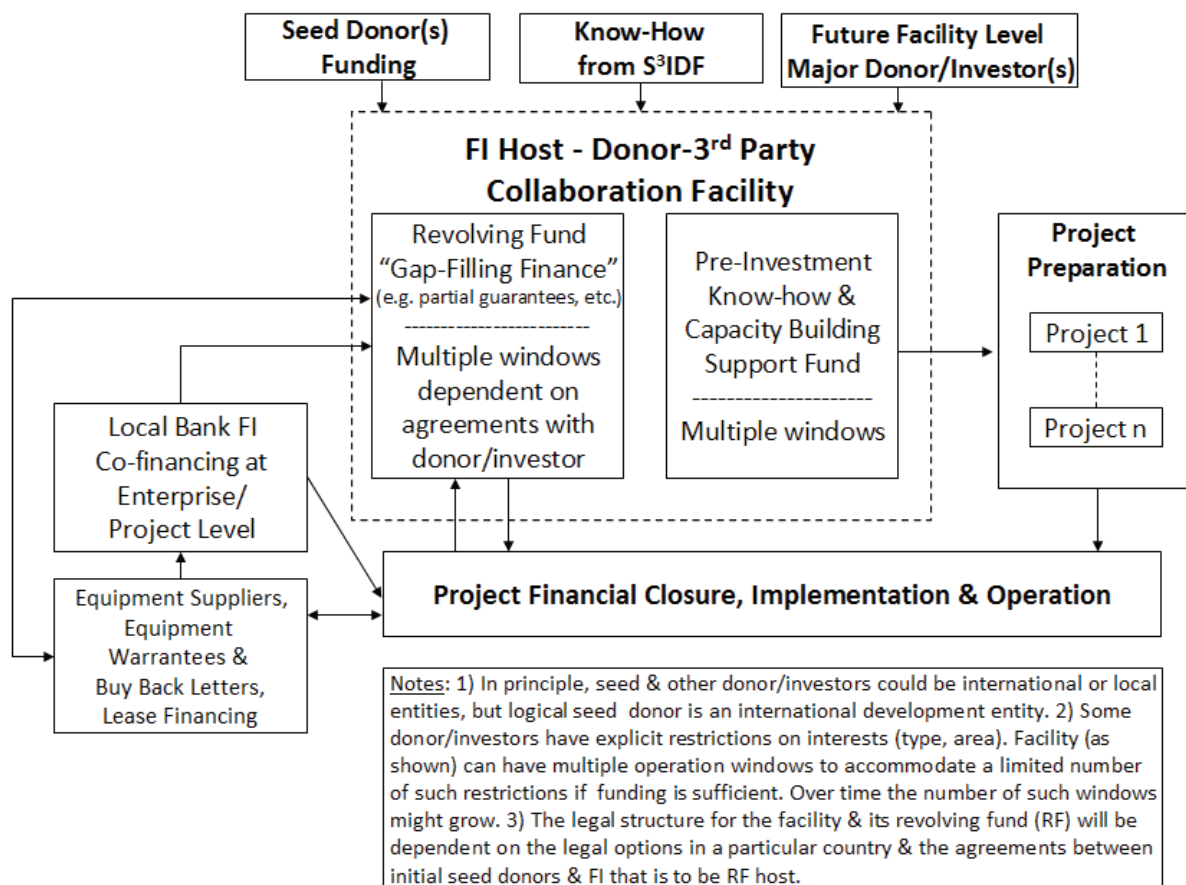 Seed Donor(s)
Funding
Know-How
from S³IDF
Future Facility Level
Major Donor/Investor(s)
FI Host - Donor-3rd Party
Collaboration Facility
Revolving Fund
“Gap-Filling Finance”
(e.g. partial guarantees, etc.)
-------------------------
Multiple windows
dependent on
agreements with
donor/investor
Pre-Investment
Know-how &
Capacity Building
Support Fund
----------------------
Multiple windows
Project
Preparation
Project 1
Project n
Local Bank FI
Co-financing at
Enterprise/
Project Level
Equipment Suppliers,
Equipment
Warrantees &
Buy Back Letters,
Lease Financing
Project Financial Closure, Implementation & Operation
Notes: 1) In principle, seed & other donor/investors could be international or local
entities, but logical seed donor is an international development entity. 2) Some
donor/investors have explicit restrictions on interests (type, area). Facility (as
shown) can have multiple operation windows to accommodate a limited number
of such restrictions if funding is sufficient. Over time the number of such windows
might grow. 3) The legal structure for the facility & its revolving fund (RF) will be
dependent on the legal options in a particular country & the agreements between
initial seed donors & FI that is to be RF host.